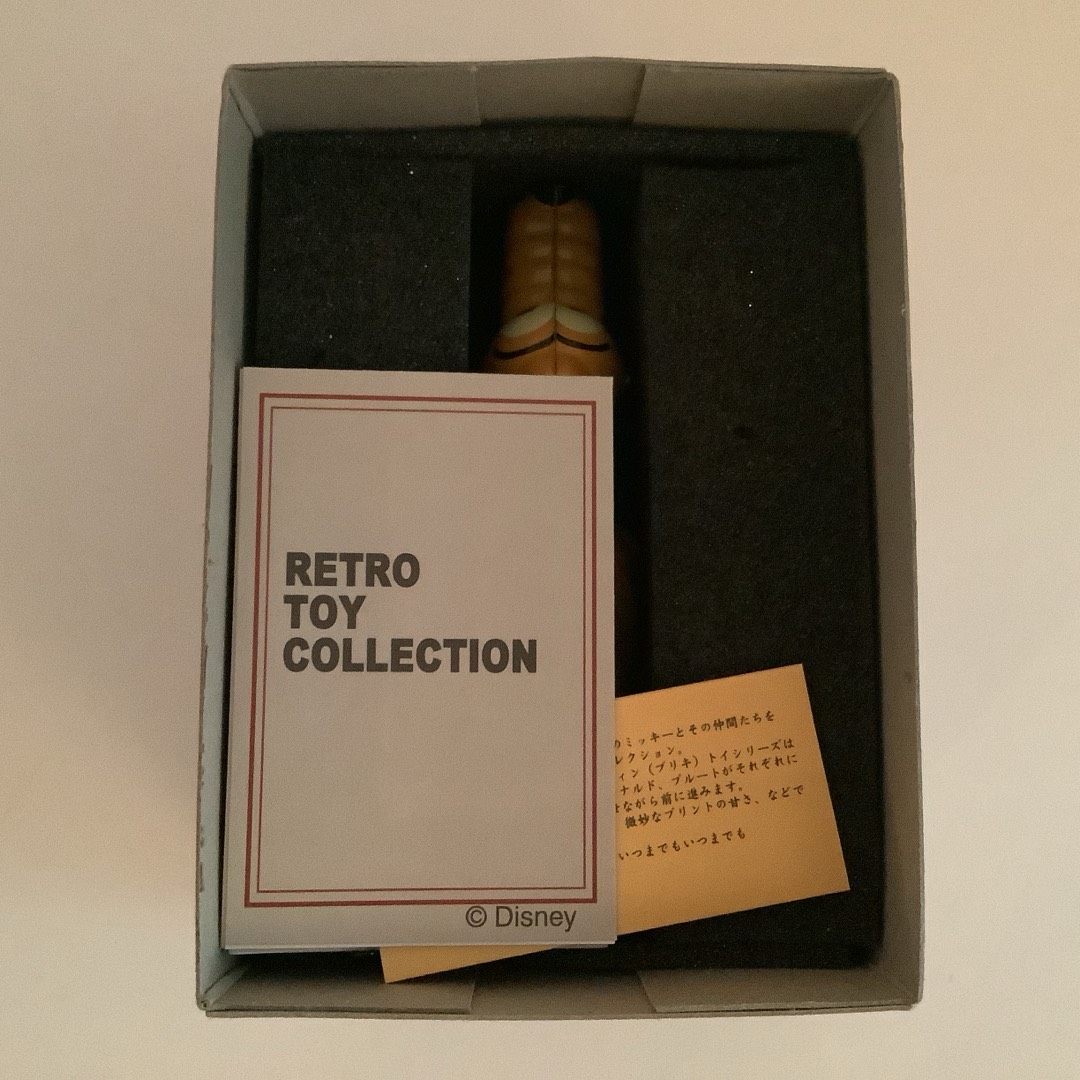 RETRO
TOY
COLLECTION
© Disney
のミッキーとその仲間たちを
レクション。
ィン（ブリキ）トイシリーズは
ナルド、プルートがそれぞれに
せながら前に進みます。
微妙なプリントの甘さ、などで
いつまでもいつまでも